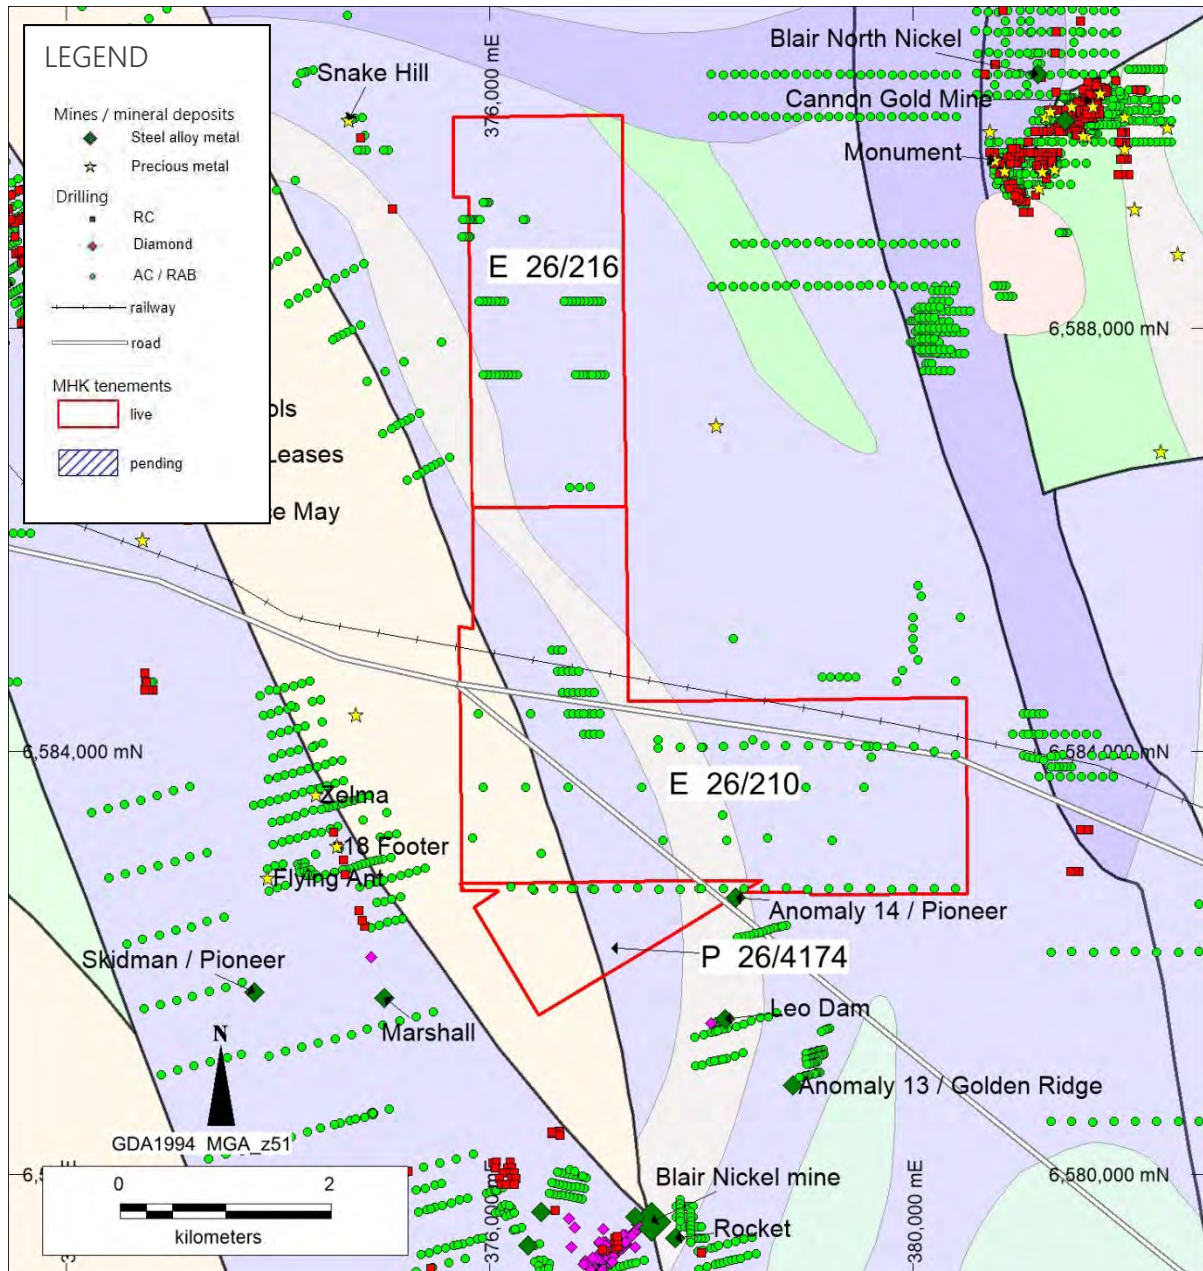 LEGEND
Mines / mineral deposits
Steel alloy metal
Precious metal
Drilling
RC
Diamond
AC / RAB
railway
road
MHK tenements
live
pending
Snake Hill
376,000 mE
Blair North Nickel
Cannon Gold Mine
Monument
E 26/216
6,588,000 mN
ols
Leases
ce May
6,584,000 mN
6,584,000 mN
E 26/210
Zelma
18 Footer
Flying Ant
Anomaly 14 / Pioneer
P 26/4174
Skidman / Pioneer
Leo Dam
Marshall
N
Anomaly 13 / Golden Ridge
GDA1994 MGA_z51
6,5
mE
376,000 mE
380,000 mE
6,580,000 mN
0 2
kilometers
Blair Nickel mine
Rocket